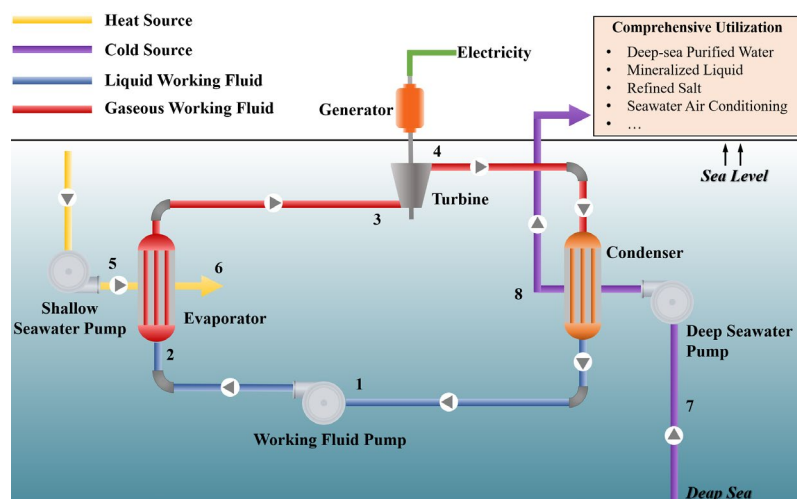 Heat Source
Cold Source
Liquid Working Fluid
Gaseous Working Fluid
Electricity
Generator
Comprehensive Utilization
• Deep-sea Purified Water
• Mineralized Liquid
• Refined Salt
• Seawater Air Conditioning
• ...
Sea Level
4
Turbine
3
Condenser
5
6
8
Shallow
Seawater Pump
Evaporator
Deep Seawater
Pump
2
1
7
Working Fluid Pump
Deap Sea